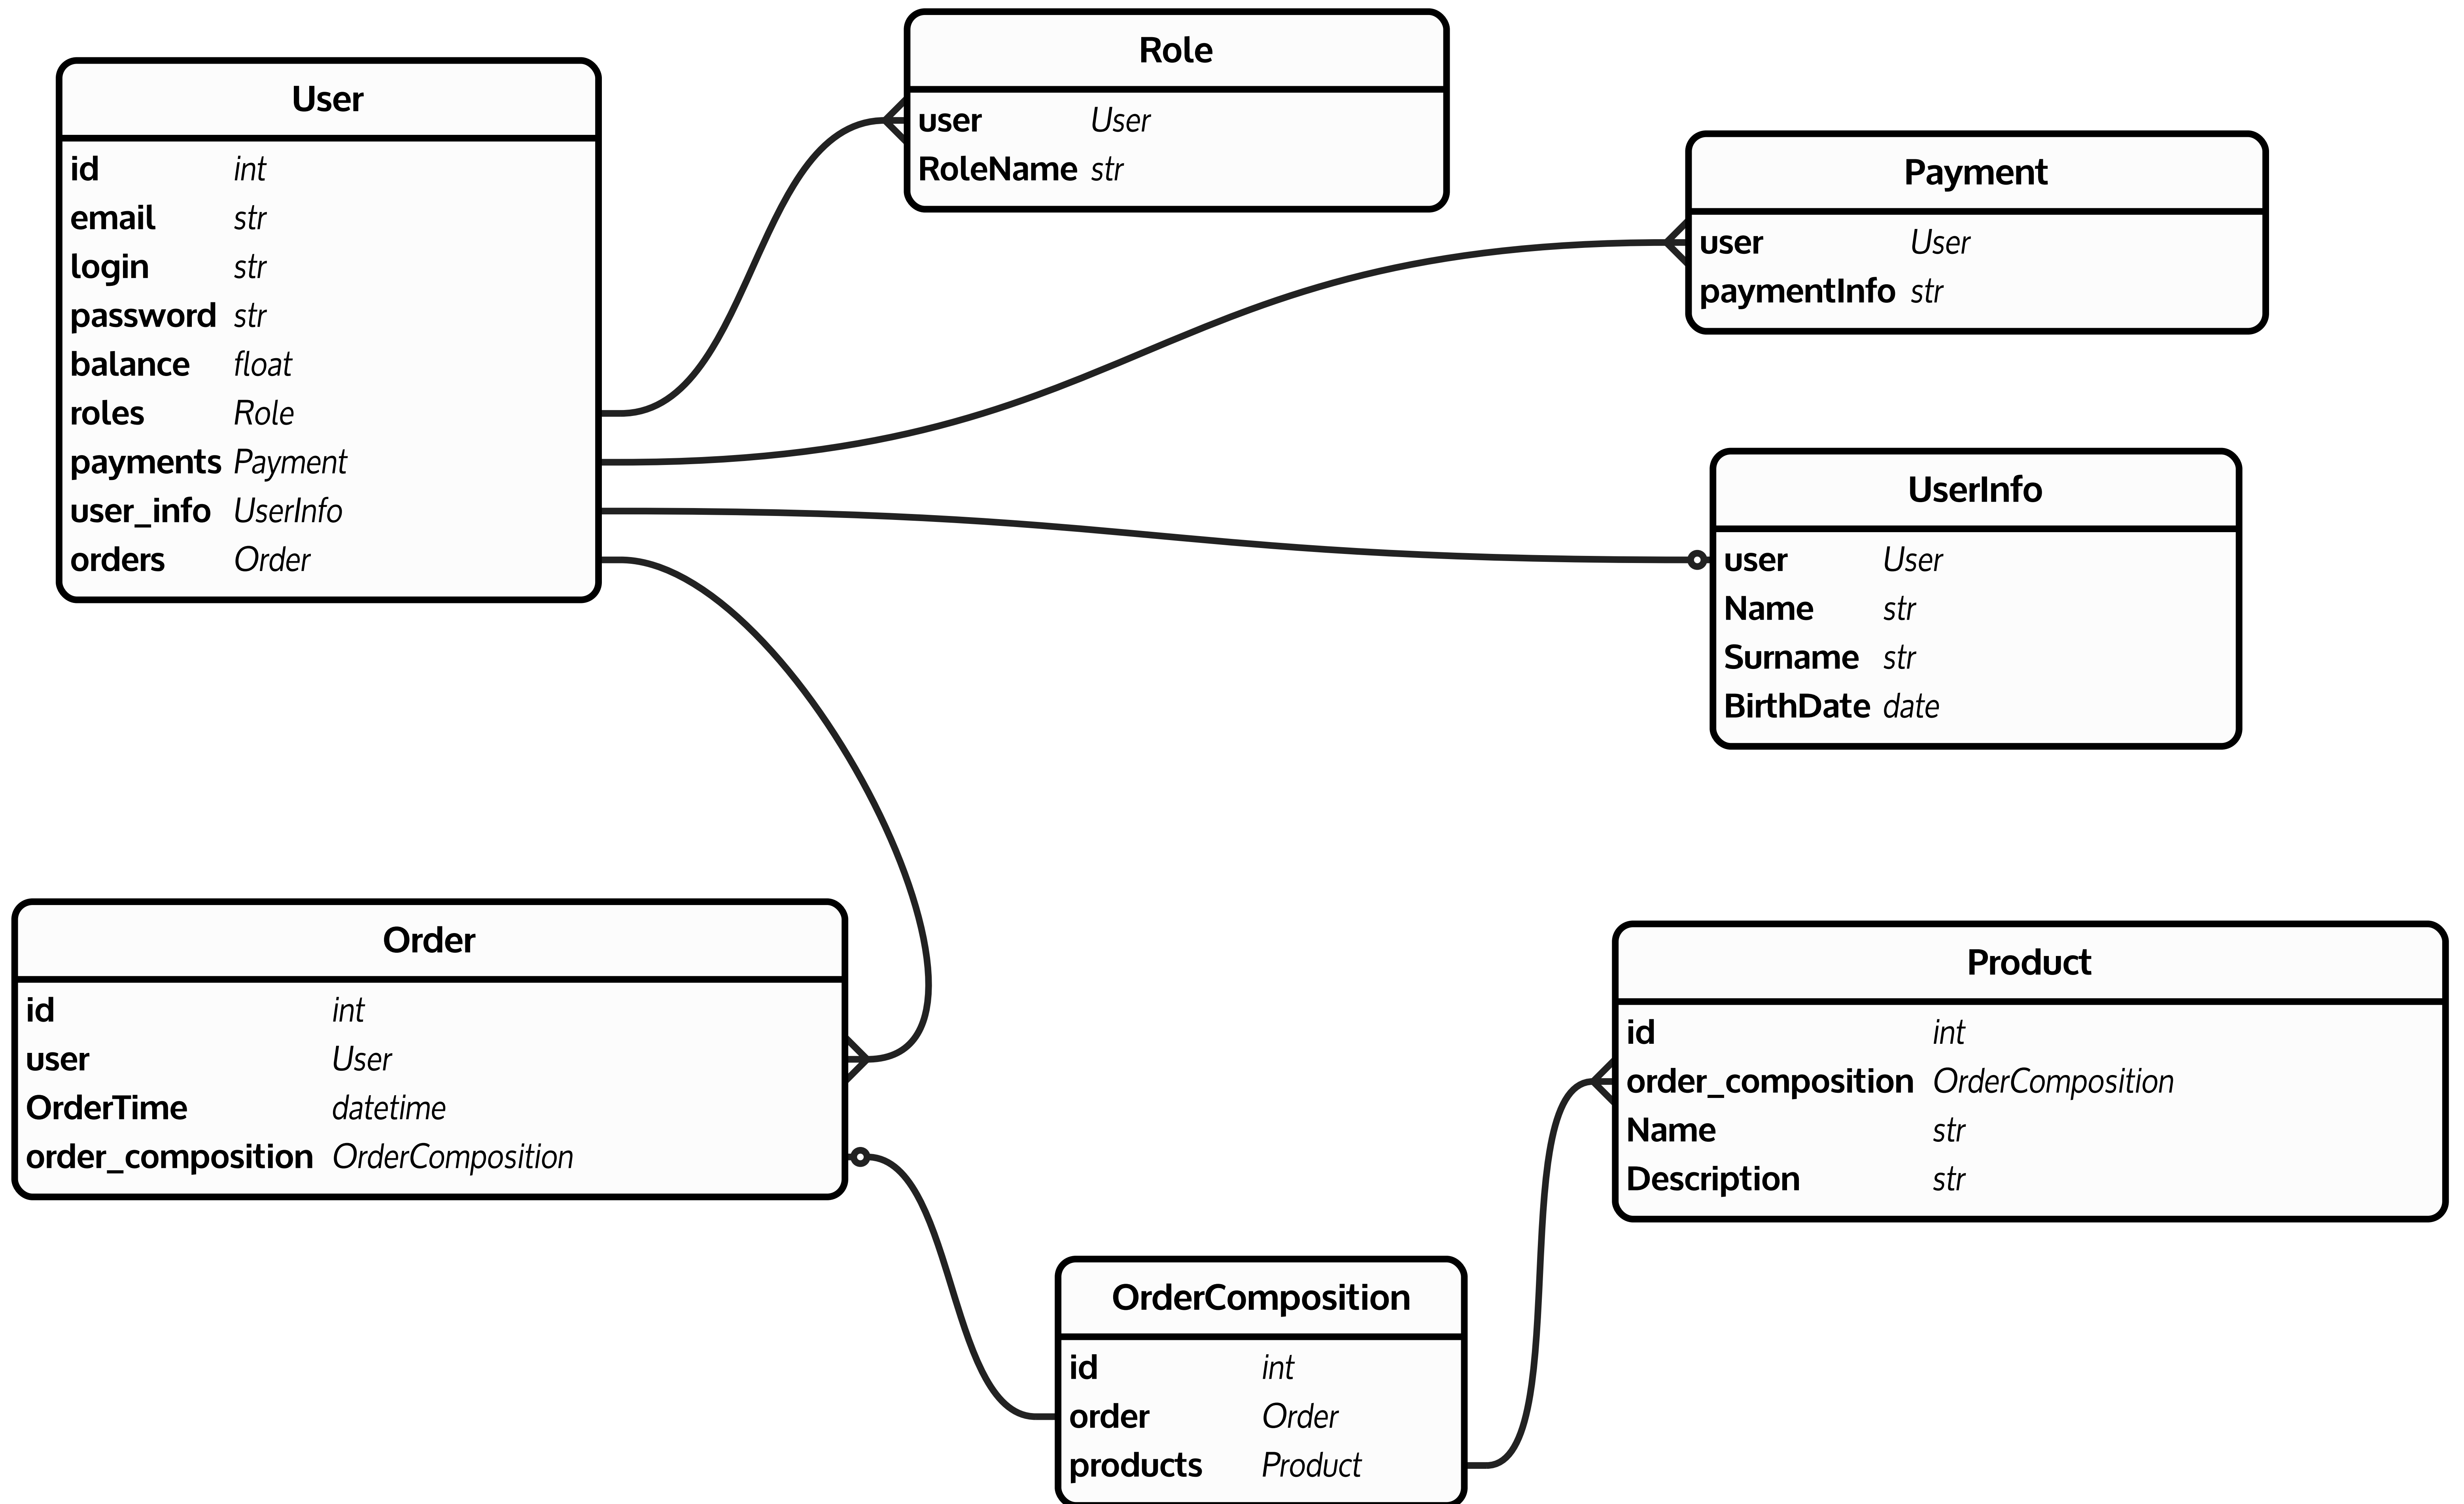 User
id int
email str
login str
password str
balance float
roles Role
payments Payment
user_info UserInfo
orders Order
Role
user User
RoleName str
Payment
user User
paymentInfo str
UserInfo
user User
Name str
Surname str
BirthDate date
Order
id int
user User
OrderTime datetime
order_composition OrderComposition
Product
id int
order_composition OrderComposition
Name str
Description str
OrderComposition
id int
order Order
products Product